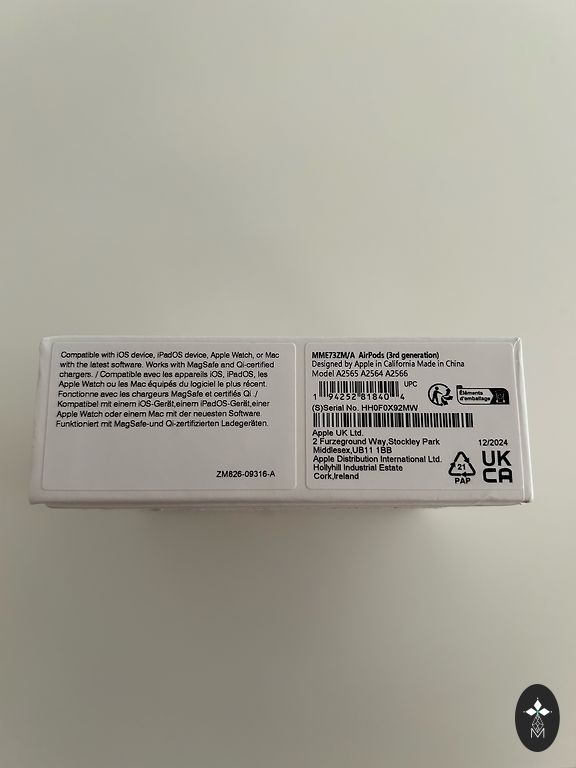 Compatible with iOS device, iPadOS device, Apple Watch, or Mac
with the latest software. Works with MagSafe and Qi-certified
chargers. / Compatible avec les appareils iOS, iPadOS, les
Apple Watch ou les Mac équipés du logiciel le plus récent.
Fonctionne avec les chargeurs MagSafe et certifiés Qi ./
Kompatibel mit einem iOS-Gerät,einem iPadOS-Gerät,einer
Apple Watch oder einem Mac mit der neuesten Software.
Funktioniert mit MagSafe-und Qi-zertifizierten Ladegeräten.
ZM826-09316-A
MME73ZM/A AirPods (3rd generation)
Designed by Apple in California Made in China
Model A2565 A2564 A2566
UPC
1 94252 81840 4
Éléments
d'emballage
(S)Serial No. HH0F0X92MW
Apple UK Ltd.
2 Furzeground Way,Stockley Park
Middlesex,UB11 1BB
Apple Distribution International Ltd.
Hollyhill Industrial Estate
Cork,Ireland
12/2024
21
PAP
UK
CA
M